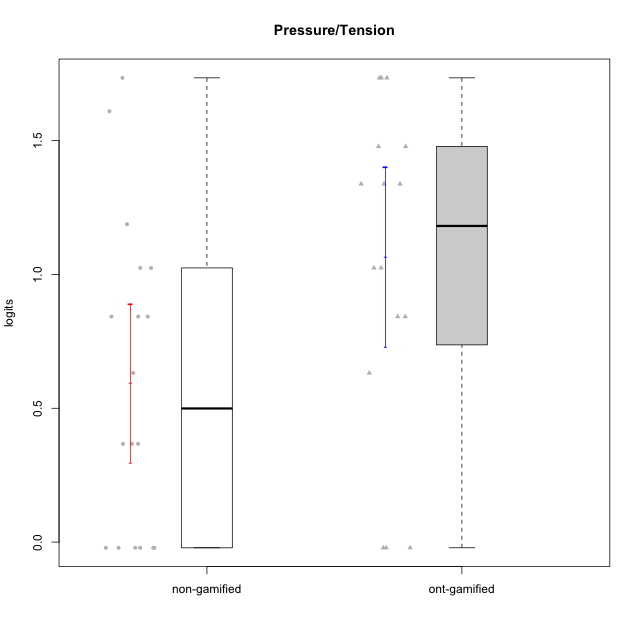 Pressure/Tension
logits
1.5
1.0
0.5
0.0
non-gamified
ont-gamified